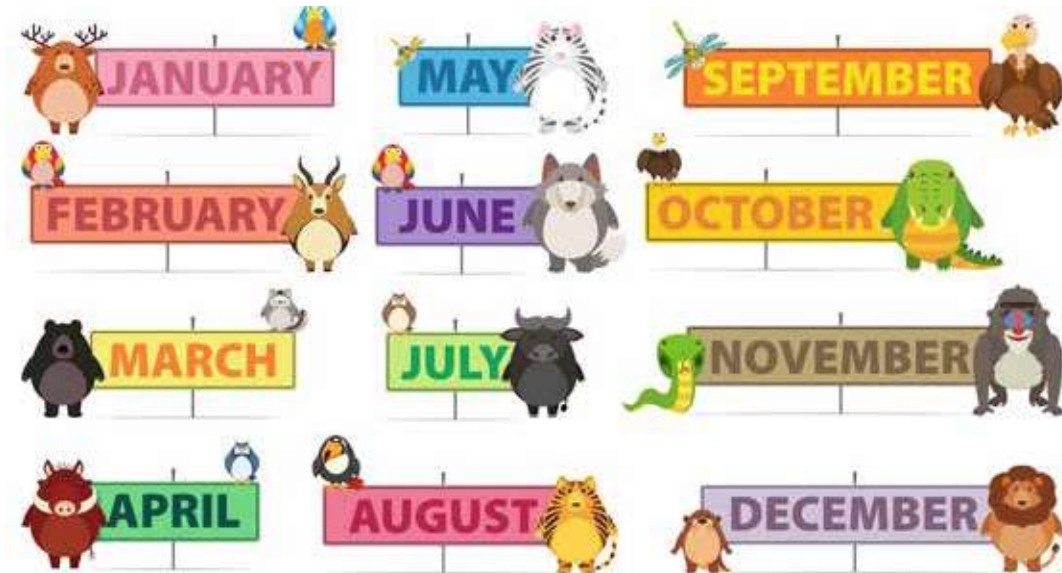 JANUARY
FEBRUARY
MARCH
APRIL
MAY
JUNE
JULY
AUGUST
SEPTEMBER
OCTOBER
NOVEMBER
DECEMBER